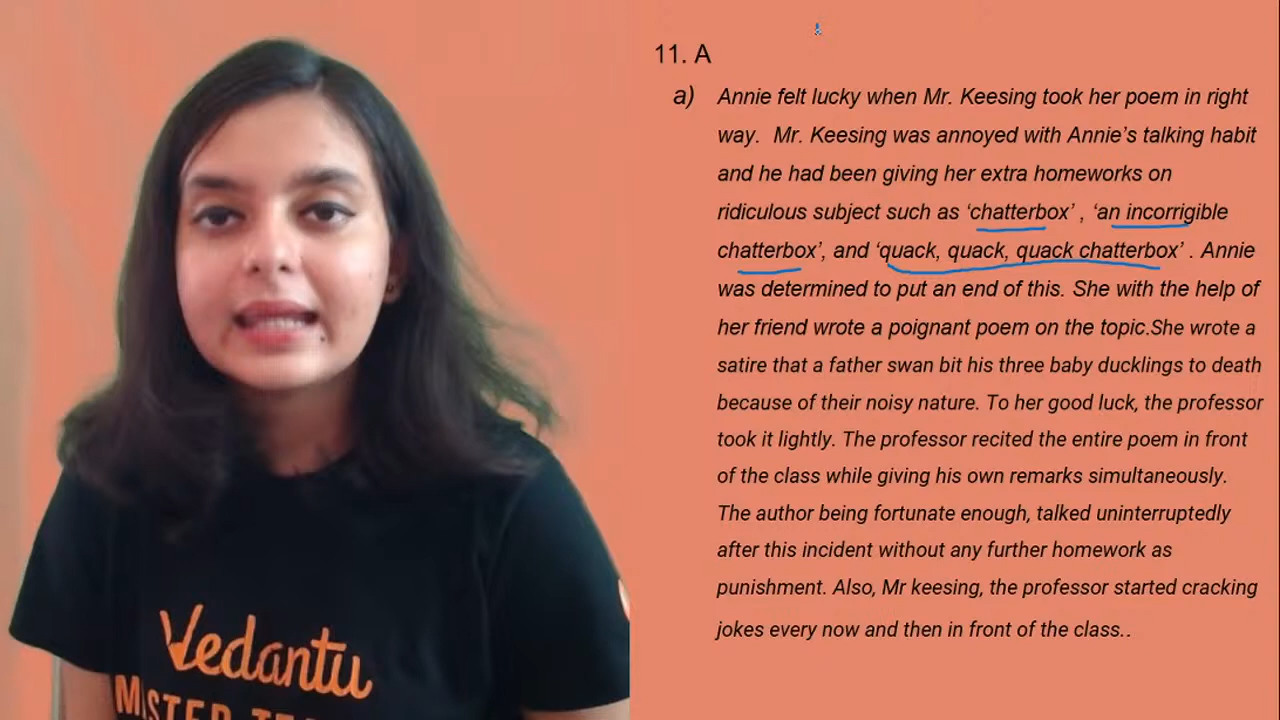 11. A
a) Annie felt lucky when Mr. Keesing took her poem in right
way. Mr. Keesing was annoyed with Annie's talking habit
and he had been giving her extra homeworks on
ridiculous subject such as ‘chatterbox’ , ‘an incorrigible
chatterbox’, and ‘quack, quack, quack chatterbox’ . Annie
was determined to put an end of this. She with the help of
her friend wrote a poignant poem on the topic.She wrote a
satire that a father swan bit his three baby ducklings to death
because of their noisy nature. To her good luck, the professor
took it lightly. The professor recited the entire poem in front
of the class while giving his own remarks simultaneously.
The author being fortunate enough, talked uninterruptedly
after this incident without any further homework as
punishment. Also, Mr keesing, the professor started cracking
jokes every now and then in front of the class..
Vedantu